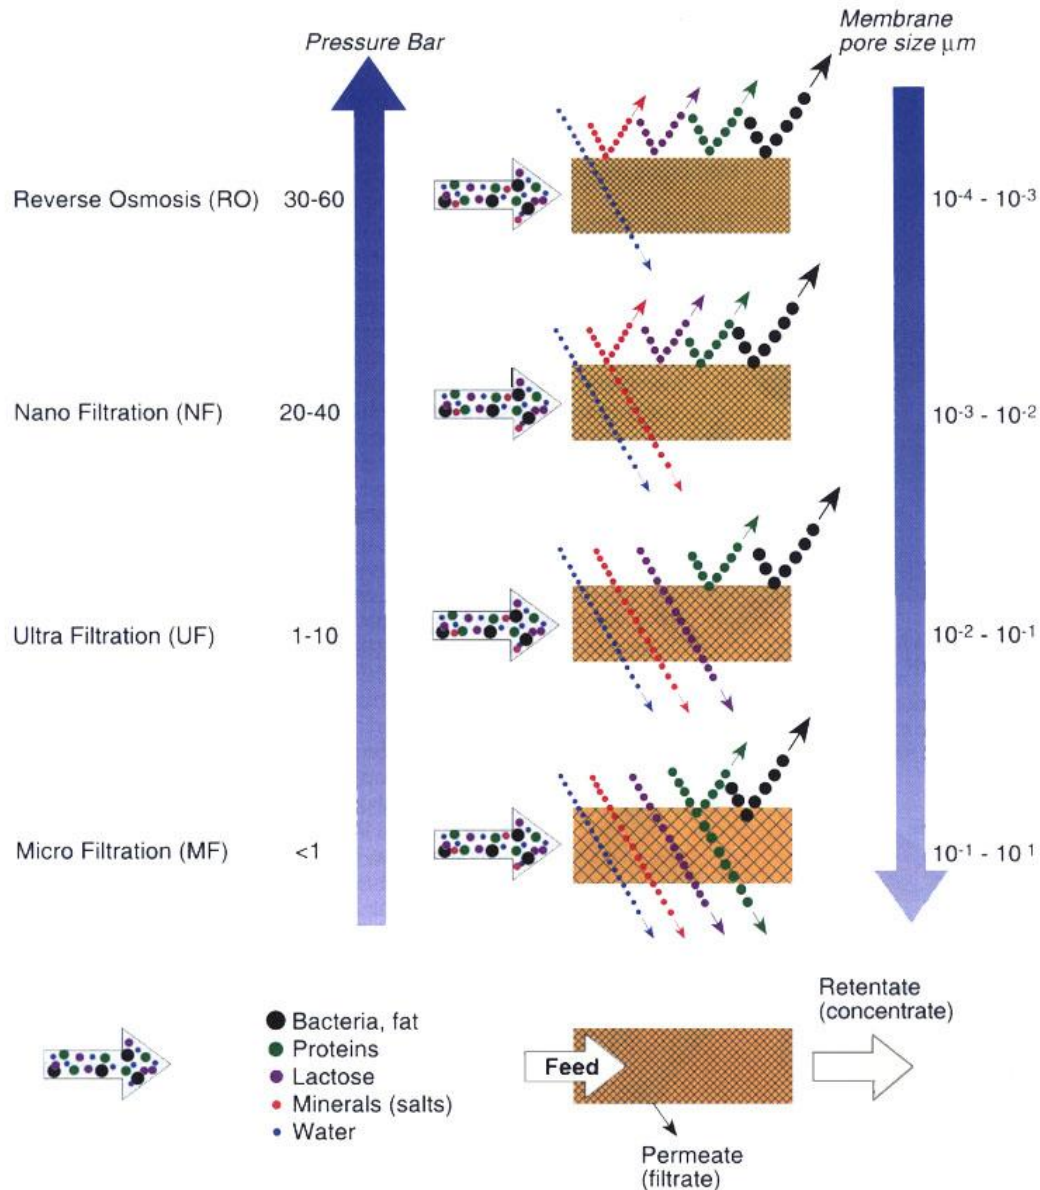 Pressure Bar
Membrane
pore size μm
Reverse Osmosis (RO) 30-60 10⁻⁴ - 10⁻³
Nano Filtration (NF) 20-40 10⁻³ - 10⁻²
Ultra Filtration (UF) 1-10 10⁻² - 10⁻¹
Micro Filtration (MF) <1 10⁻¹ - 10¹
Bacteria, fat
Proteins
Lactose
Minerals (salts)
Water
Feed
Retentate
(concentrate)
Permeate
(filtrate)